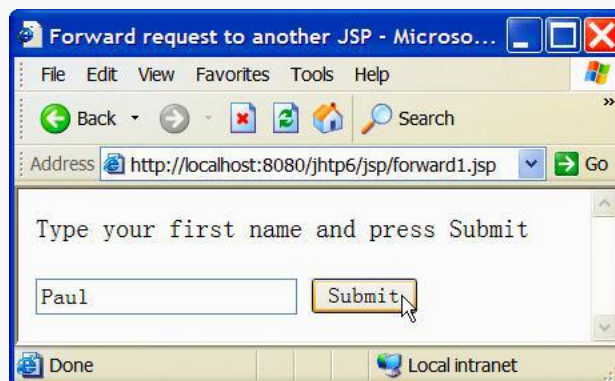 Forward request to another JSP - Microso...
File Edit View Favorites Tools Help
Back Search »
Address http://localhost:8080/jhtp6/jsp/forward1.jsp Go
Type your first name and press Submit
Paul Submit
Done Local intranet